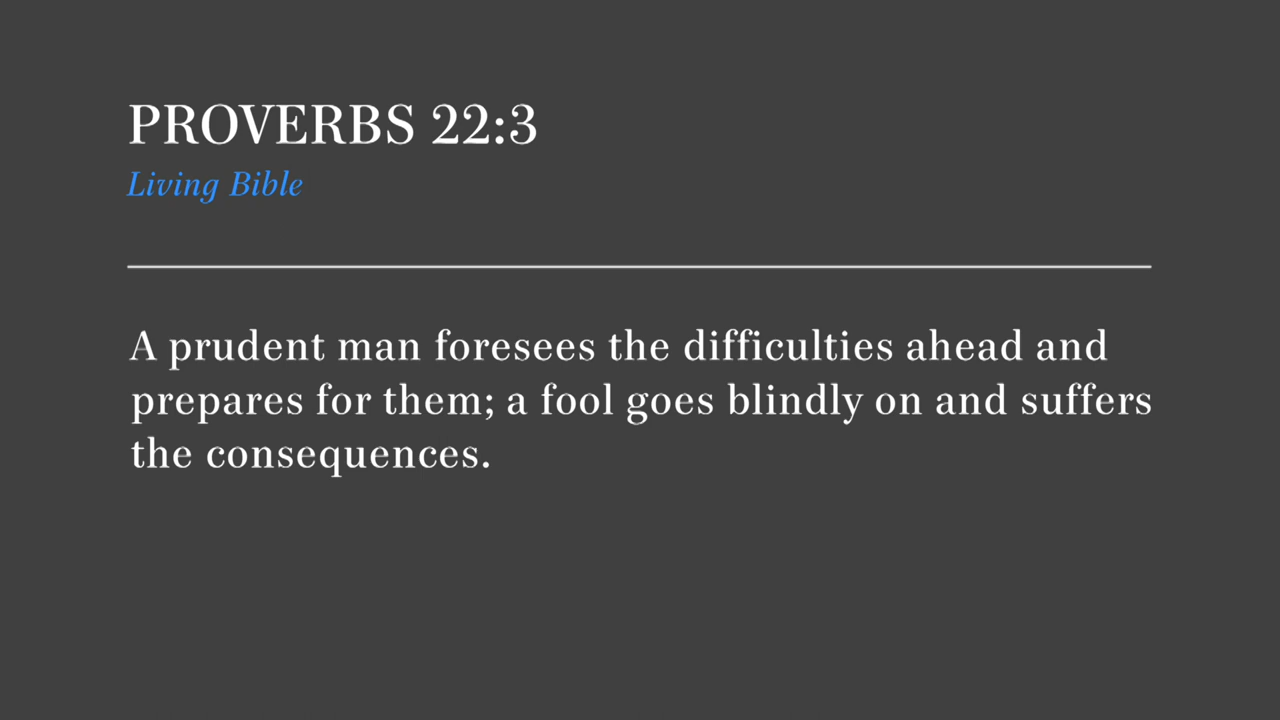 PROVERBS 22:3
Living Bible
A prudent man foresees the difficulties ahead and
prepares for them; a fool goes blindly on and suffers
the consequences.